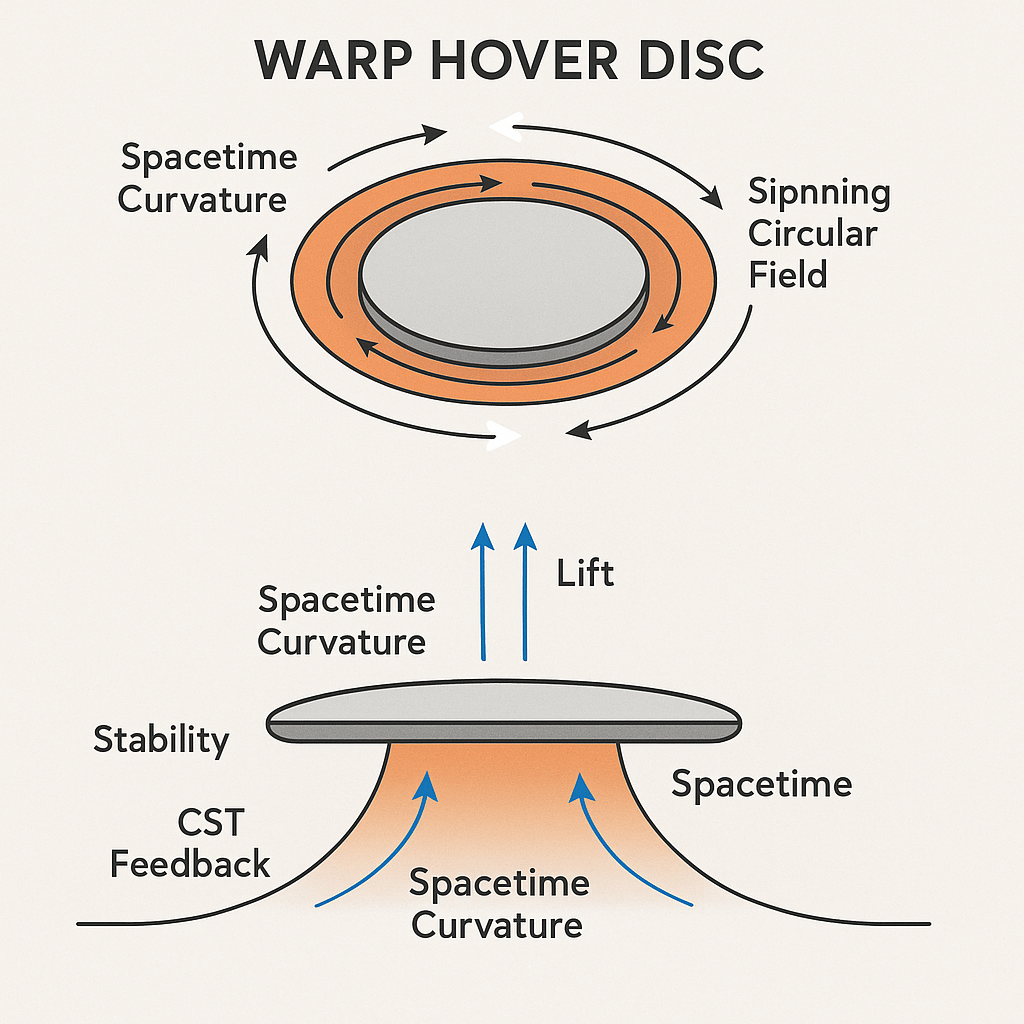 WARP HOVER DISC
Spacetime
Curvature
Sipnning
Circular
Field
Lift
Spacetime
Curvature
Stability
Spacetime
CST
Feedback
Spacetime
Curvature